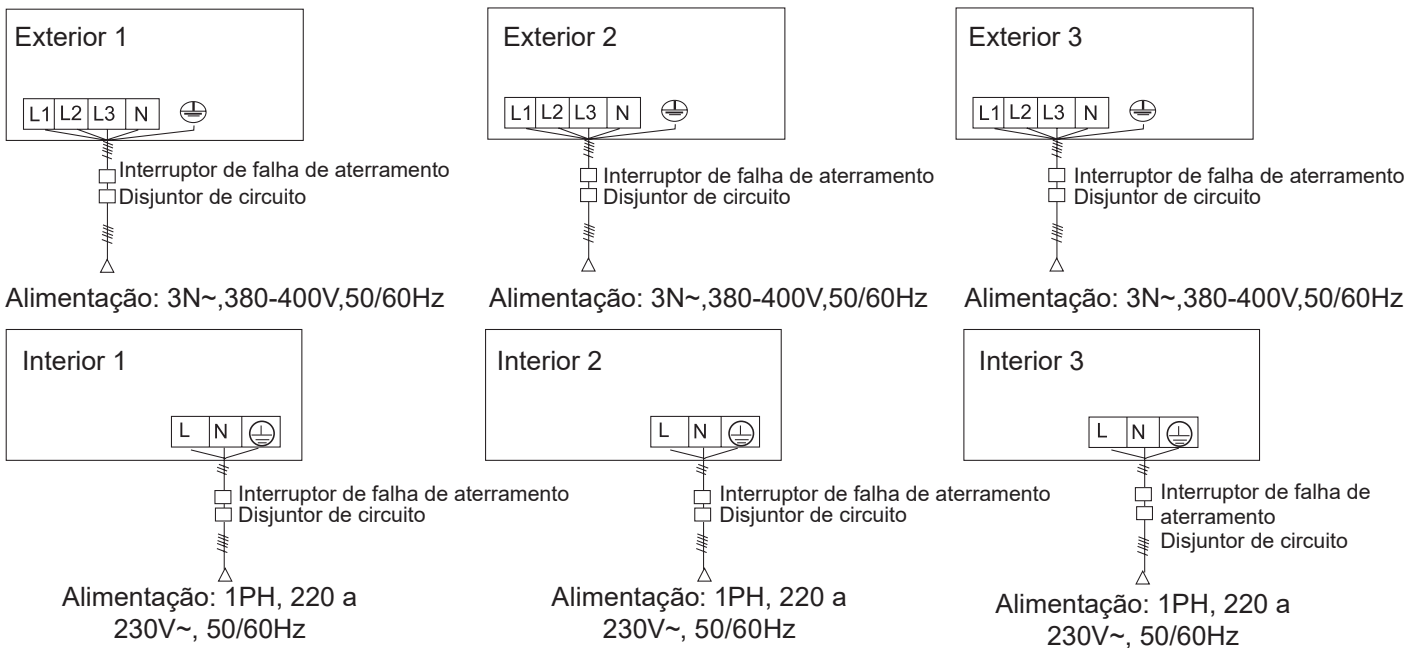 Exterior 1
L1 L2 L3 N
Interruptor de falha de aterramento
Disjuntor de circuito
Alimentação: 3N~,380-400V,50/60Hz
Exterior 2
L1 L2 L3 N
Interruptor de falha de aterramento
Disjuntor de circuito
Alimentação: 3N~,380-400V,50/60Hz
Exterior 3
L1 L2 L3 N
Interruptor de falha de aterramento
Disjuntor de circuito
Alimentação: 3N~,380-400V,50/60Hz
Interior 1
L N
Interruptor de falha de aterramento
Disjuntor de circuito
Alimentação: 1PH, 220 a
230V~, 50/60Hz
Interior 2
L N
Interruptor de falha de aterramento
Disjuntor de circuito
Alimentação: 1PH, 220 a
230V~, 50/60Hz
Interior 3
L N
Interruptor de falha de
aterramento
Disjuntor de circuito
Alimentação: 1PH, 220 a
230V~, 50/60Hz